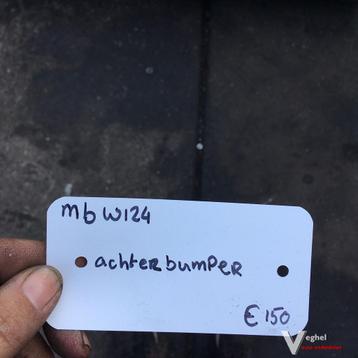 mb w124
achterbumper
€150
Veghel